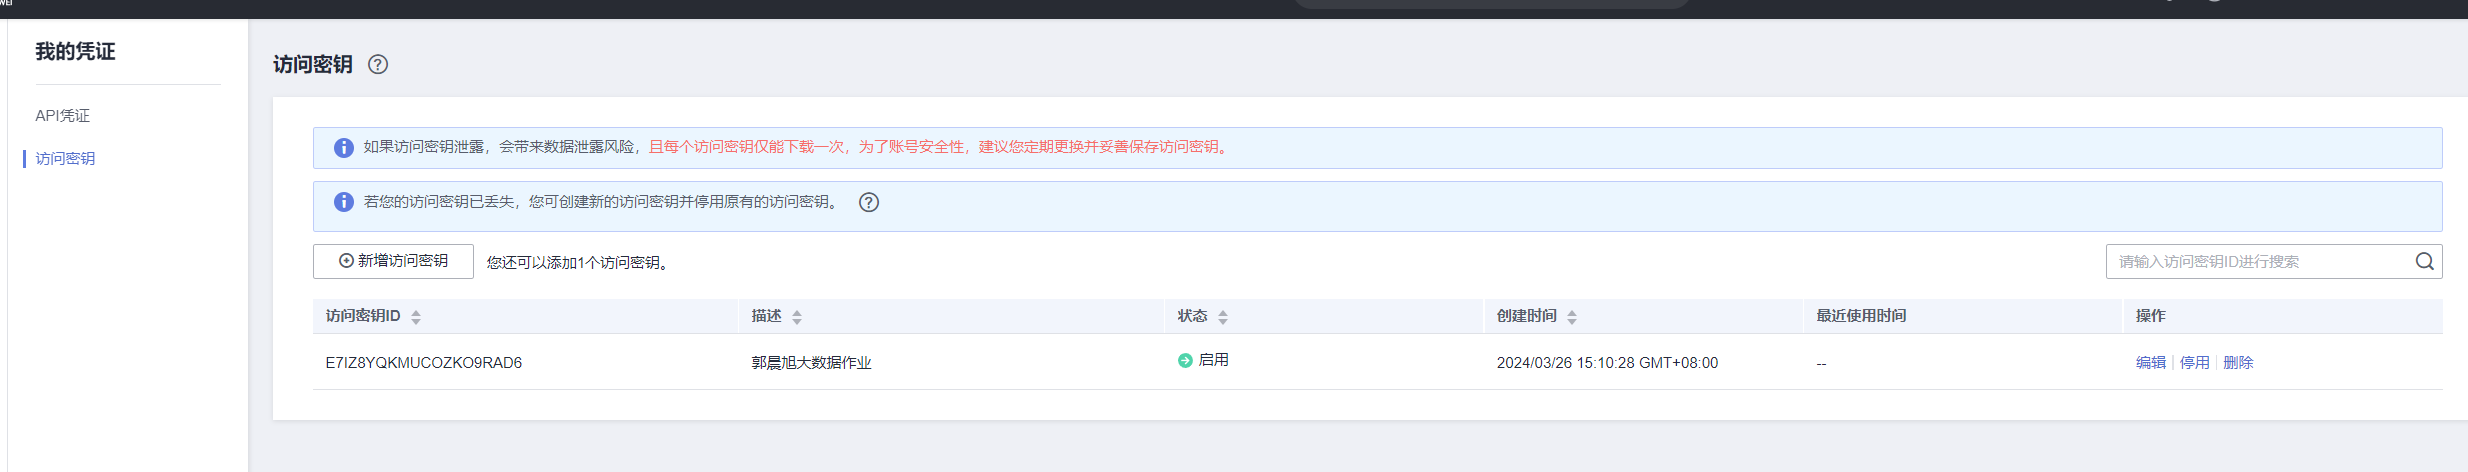 我的凭证
API凭证
访问密钥
访问密钥
如果访问密钥泄露，会带来数据泄露风险，且每个访问密钥仅能下载一次，为了账号安全性，建议您定期更换并妥善保存访问密钥。
若您的访问密钥已丢失，您可创建新的访问密钥并停用原有的访问密钥。
新增访问密钥 您还可以添加1个访问密钥。 请输入访问密钥ID进行搜索
访问密钥ID 描述 状态 创建时间 最近使用时间 操作
E7IZ8YQKMUCOZKO9RAD6 郭晨旭大数据作业 启用 2024/03/26 15:10:28 GMT+08:00 -- 编辑 停用 删除